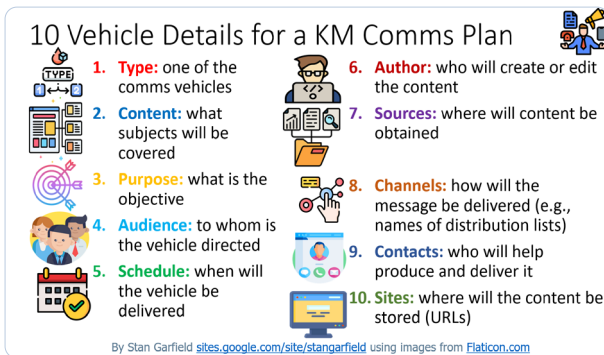 10 Vehicle Details for a KM Comms Plan
TYPE
1
2
1. Type: one of the
comms vehicles
2. Content: what
subjects will be
covered
3. Purpose: what is the
objective
4. Audience: to whom is
the vehicle directed
5. Schedule: when will
the vehicle be
delivered
</>
6. Author: who will create or edit
the content
7. Sources: where will content be
obtained
8. Channels: how will the
message be delivered (e.g.,
names of distribution lists)
9. Contacts: who will help
produce and deliver it
10. Sites: where will the content be
stored (URLs)
By Stan Garfield sites.google.com/site/stangarfield using images from Flaticon.com